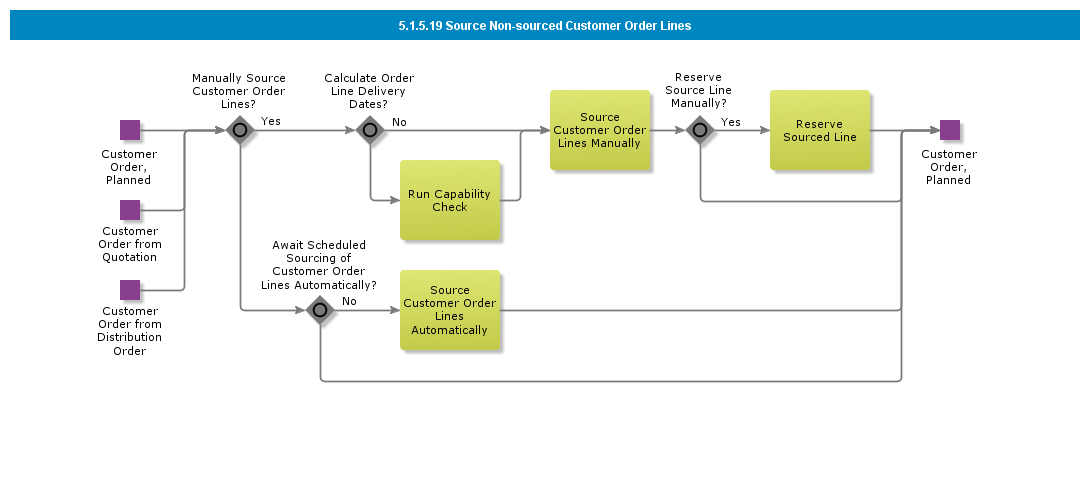 5.1.5.19 Source Non-sourced Customer Order Lines
Manually Source
Customer Order
Lines?
Calculate Order
Line Delivery
Dates?
Reserve
Source Line
Manually?
Yes
No
Yes
Source
Customer Order
Lines Manually
Reserve
Sourced Line
Customer
Order,
Planned
Customer
Order,
Planned
Run Capability
Check
Customer
Order from
Quotation
Await Scheduled
Sourcing of
Customer Order
Lines Automatically?
No
Source
Customer Order
Lines
Automatically
Customer
Order from
Distribution
Order